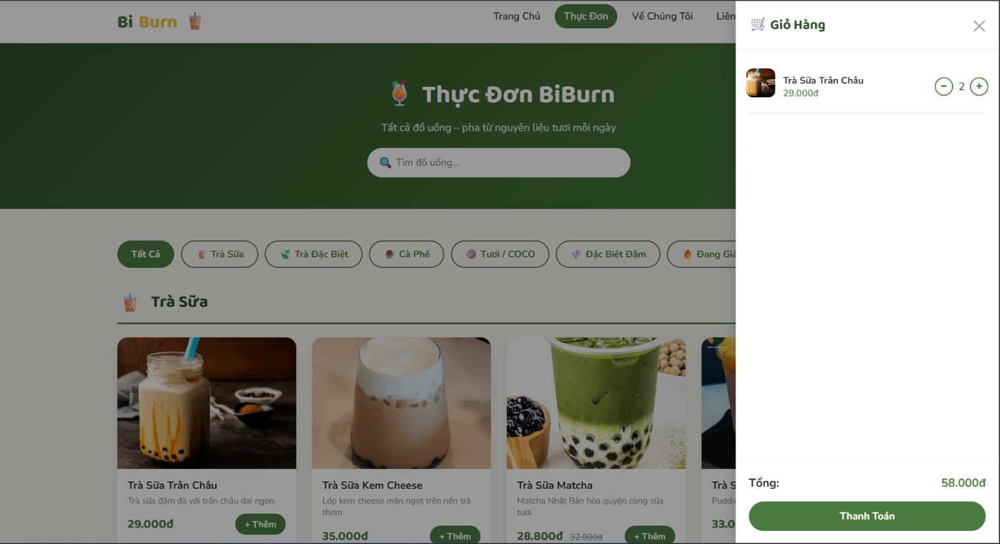 Bi Burn
Trang Chủ
Thực Đơn
Về Chúng Tôi
Liên
Thực Đơn BiBurn
Tất cả đồ uống – pha từ nguyên liệu tươi mỗi ngày
Tìm đồ uống...
Tất Cả
Trà Sữa
Trà Đặc Biệt
Cà Phê
Tươi / COCO
Đặc Biệt Đậm
Đang Giả
Trà Sữa
Trà Sữa Trân Châu
Trà sữa đậm đà với trân châu dai ngon
29.000đ
+ Thêm
Trà Sữa Kem Cheese
Lớp kem cheese mặn ngọt trên nền trà
thơm
35.000đ
+ Thêm
Trà Sữa Matcha
Matcha Nhật Bản hòa quyện cùng sữa
tươi
28.800đ 32.000đ
+ Thêm
Trà S
Puddi
33.0
Giỏ Hàng
Trà Sữa Trân Châu
29.000đ
− 2 +
Tổng:
58.000đ
Thanh Toán